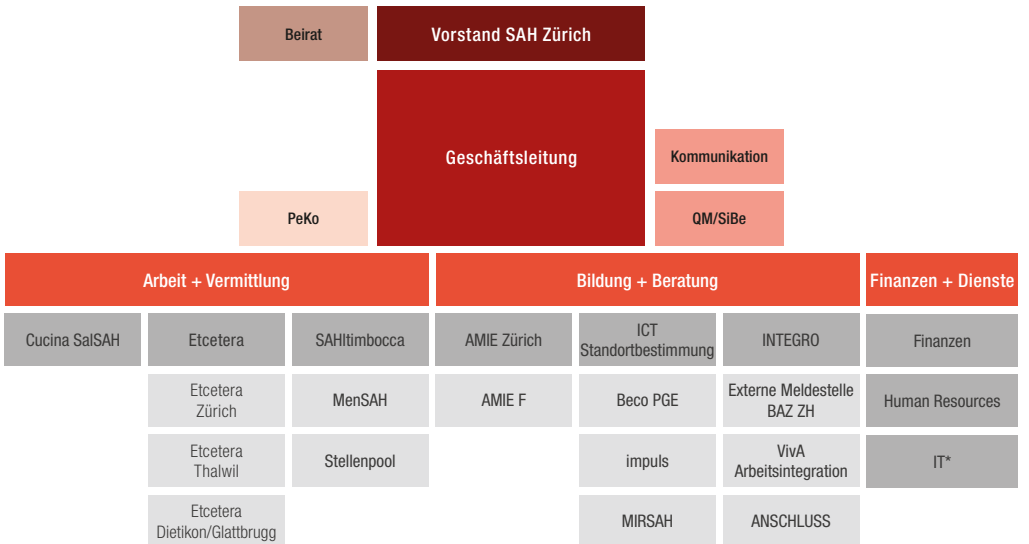 Beirat
Vorstand SAH Zürich
Geschäftsleitung
Kommunikation
PeKo
QM/SiBe
Arbeit + Vermittlung
Bildung + Beratung
Finanzen + Dienste
Cucina SalSAH
Etcetera
SAHltimbocca
AMIE Zürich
ICT
Standortbestimmung
INTEGRO
Finanzen
Etcetera
Zürich
MenSAH
AMIE F
Beco PGE
Externe Meldestelle
BAZ ZH
Human Resources
Etcetera
Thalwil
Stellenpool
impuls
VivA
Arbeitsintegration
IT*
Etcetera
Dietikon/Glattbrugg
MIRSAH
ANSCHLUSS